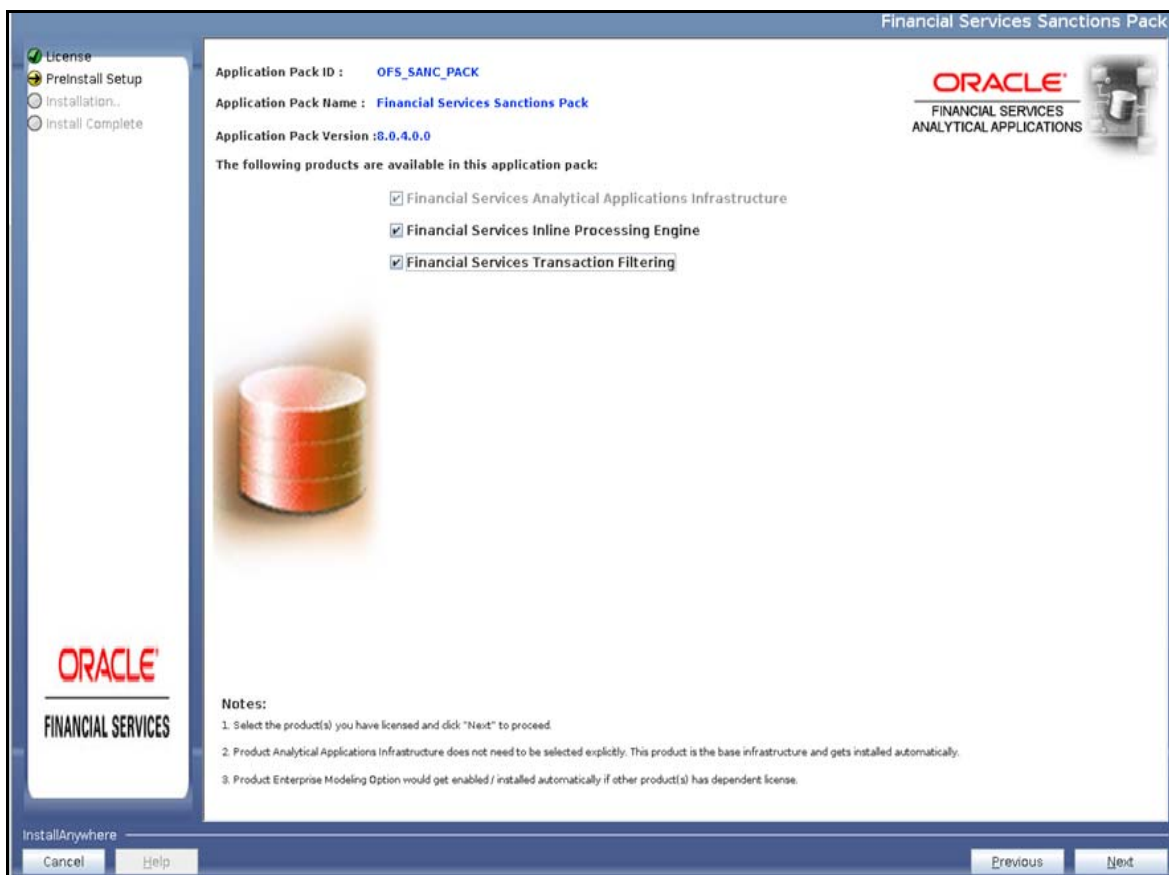 Financial Services Sanctions Pack
License
PreInstall Setup
Installation..
Install Complete
Application Pack ID : OFS_SANC_PACK
Application Pack Name : Financial Services Sanctions Pack
Application Pack Version :8.0.4.0.0
The following products are available in this application pack:
ORACLE'
FINANCIAL SERVICES
ANALYTICAL APPLICATIONS
Financial Services Analytical Applications Infrastructure
Financial Services Inline Processing Engine
Financial Services Transaction Filtering
ORACLE'
FINANCIAL SERVICES
Notes:
1. Select the product(s) you have licensed and click "Next" to proceed.
2. Product Analytical Applications Infrastructure does not need to be selected explicitly. This product is the base infrastructure and gets installed automatically.
3. Product Enterprise Modeling Option would get enabled / installed automatically if other product(s) has dependent license.
InstallAnywhere
Cancel Help Previous Next